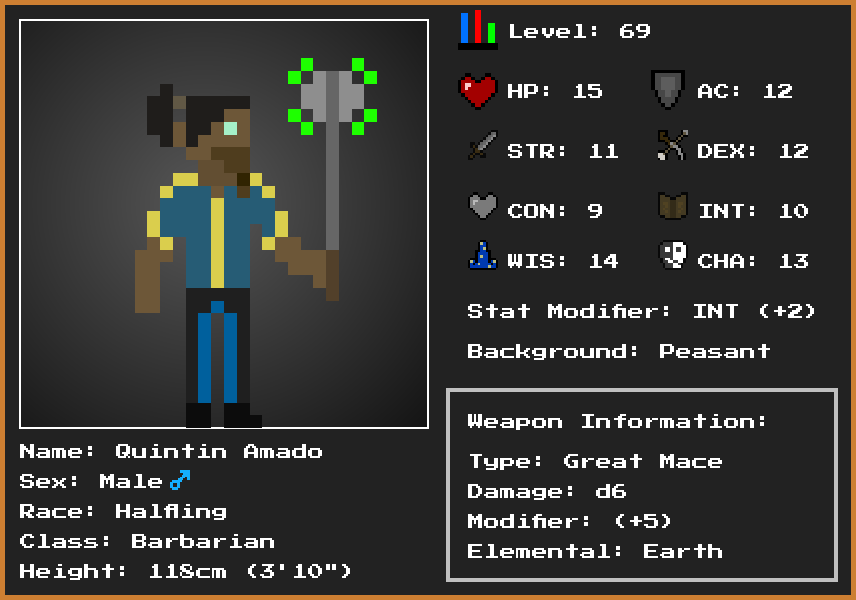 Level: 69
HP: 15
AC: 12
STR: 11
DEX: 12
CON: 9
INT: 10
WIS: 14
CHA: 13
Stat Modifier: INT (+2)
Background: Peasant
Weapon Information:
Type: Great Mace
Damage: d6
Modifier: (+5)
Elemental: Earth
Name: Quintin Amado
Sex: Male ♂
Race: Halfling
Class: Barbarian
Height: 118cm (3'10")